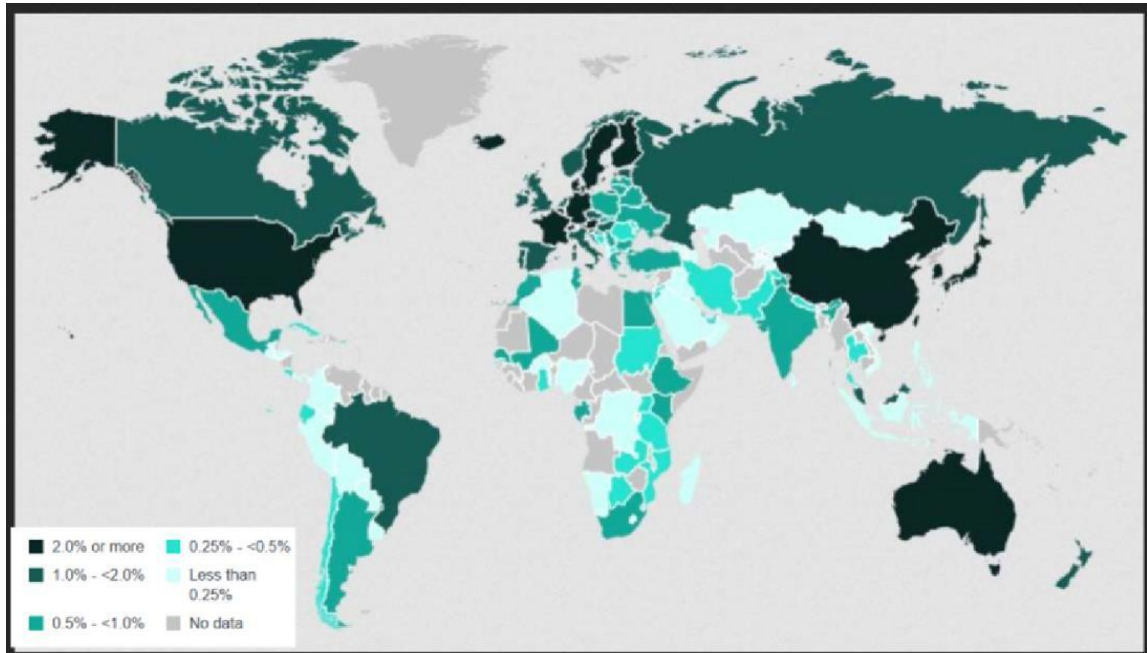 2.0% or more
1.0% - <2.0%
0.5% - <1.0%
0.25% - <0.5%
Less than
0.25%
No data